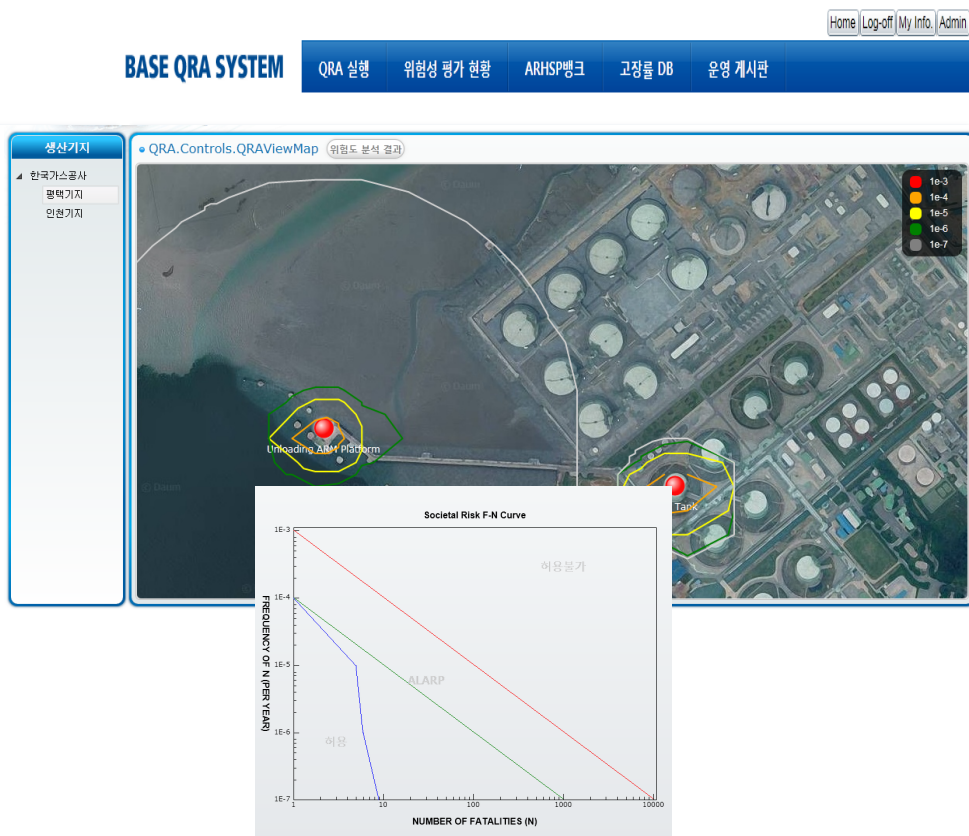 Home Log-off My Info. Admin
BASE QRA SYSTEM QRA 실행 위험성 평가 현황 ARHSP뱅크 고장률 DB 운영 게시판
생산기지
한국가스공사
평택기지
인천기지
QRA.Controls.QRAViewMap 위험도 분석 결과
1e-3
1e-4
1e-5
1e-6
1e-7
(C) Daum
(C) Daum
(C) Daum
Unloading ARM Platform
(C) Daum
Tank
Societal Risk F-N Curve
1E-3
허용불가
1E-4
FREQUENCY OF N (PER YEAR)
1E-5
ALARP
1E-6
허용
1E-7
1 10 100 1000 10000
NUMBER OF FATALITIES (N)